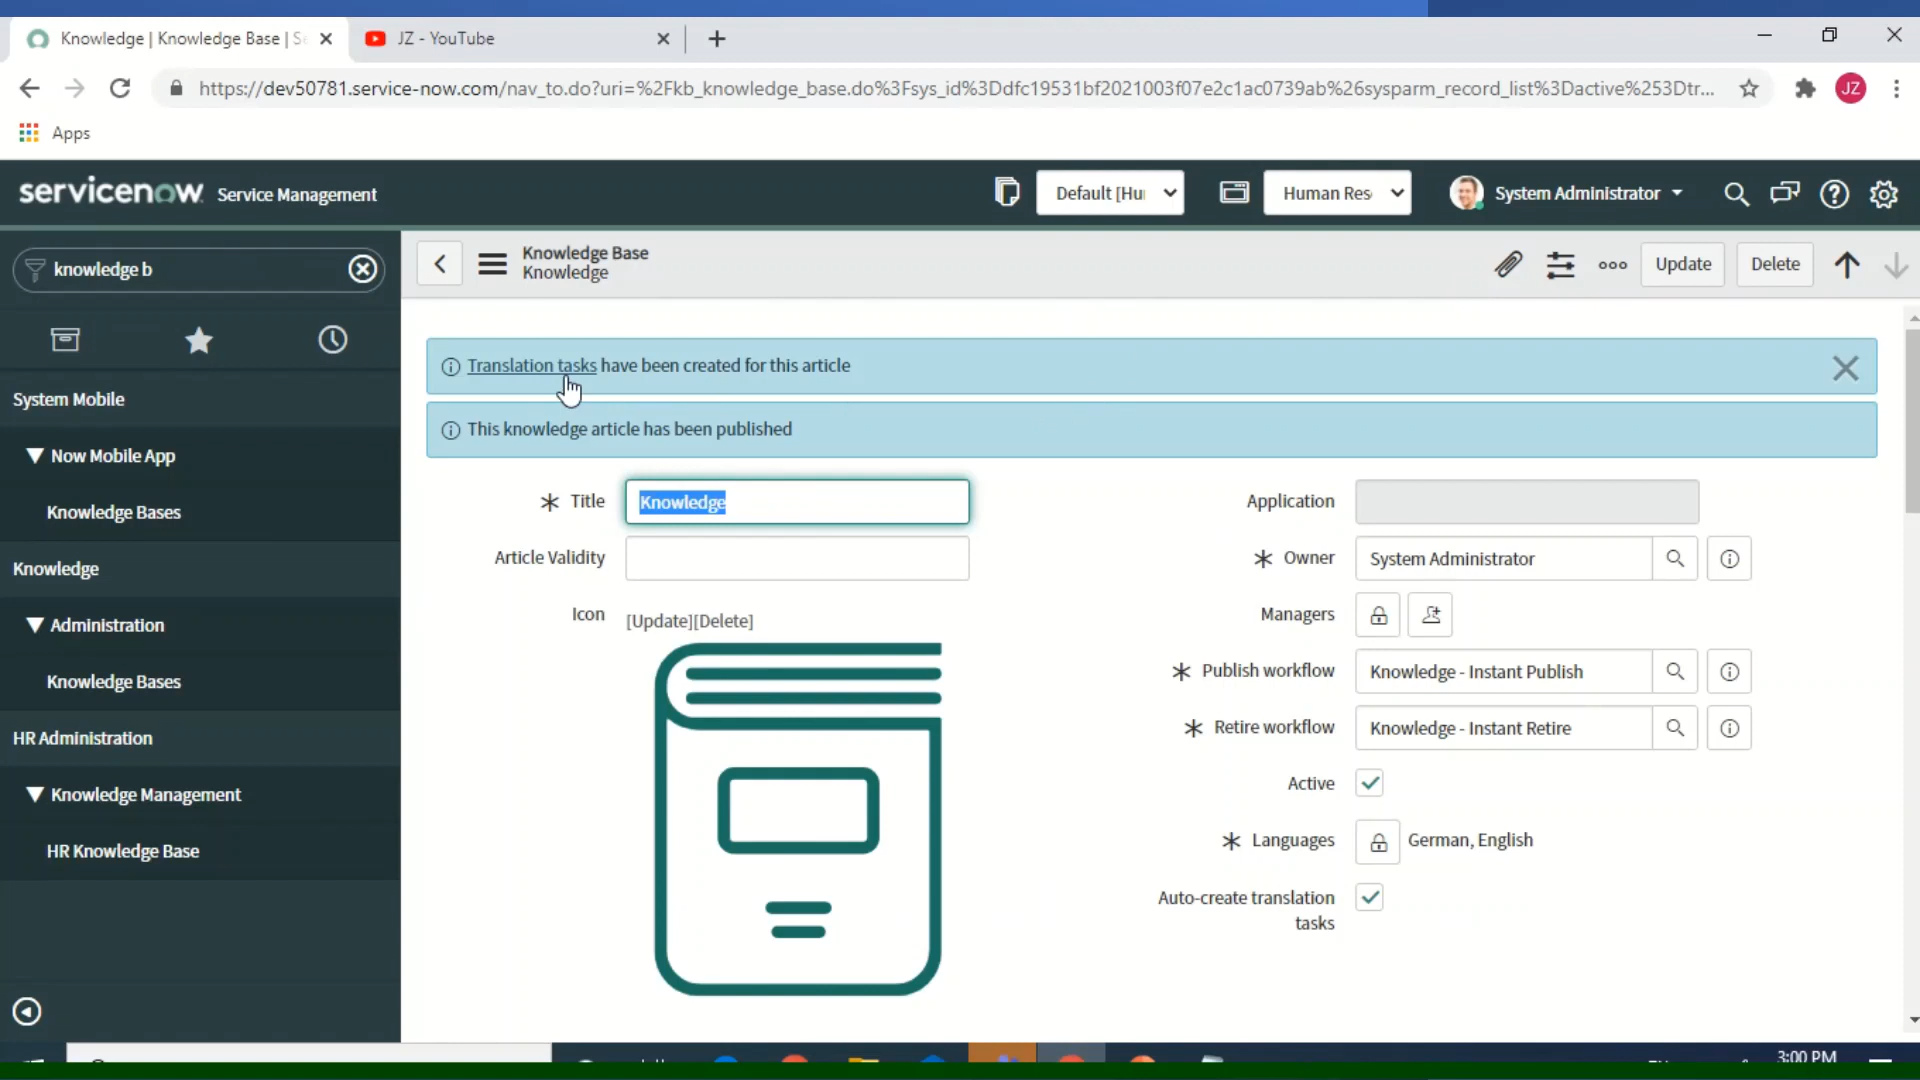 Knowledge | Knowledge Base | S
JZ - YouTube
https://dev50781.service-now.com/nav_to.do?uri=%2Fkb_knowledge_base.do%3Fsys_id%3Ddfc19531bf2021003f07e2c1ac0739ab%26sysparm_record_list%3Dactive%253Dtr...
JZ
Apps
servicenow Service Management
Default [Hu
Human Res
System Administrator
knowledge b
Knowledge Base
Knowledge
Update
Delete
System Mobile
Now Mobile App
Knowledge Bases
Knowledge
Administration
Knowledge Bases
HR Administration
Knowledge Management
HR Knowledge Base
Translation tasks have been created for this article
This knowledge article has been published
Title
Knowledge
Article Validity
Icon
[Update][Delete]
Application
Owner
System Administrator
Managers
Publish workflow
Knowledge - Instant Publish
Retire workflow
Knowledge - Instant Retire
Active
Languages
German, English
Auto-create translation
tasks
3:00 PM